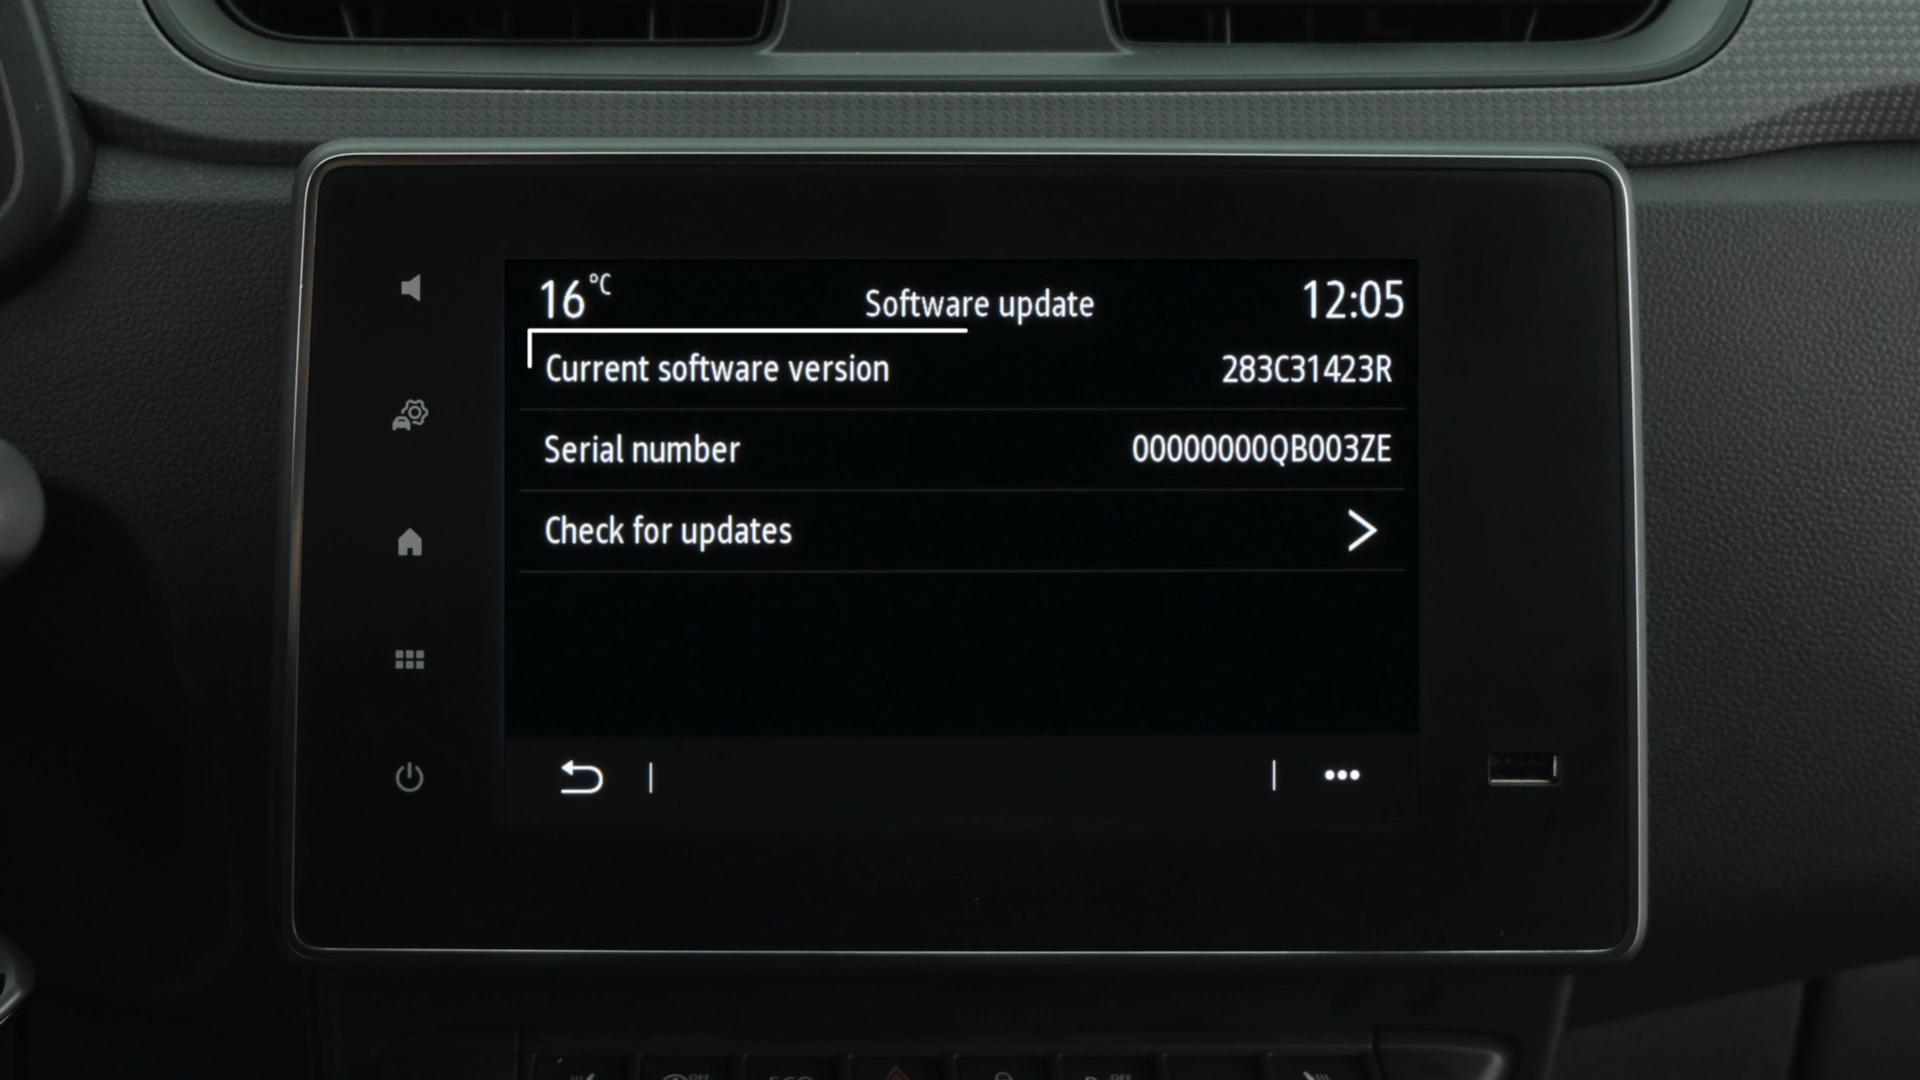 16 °C Software update 12:05
Current software version 283C31423R
Serial number 00000000QB003ZE
Check for updates